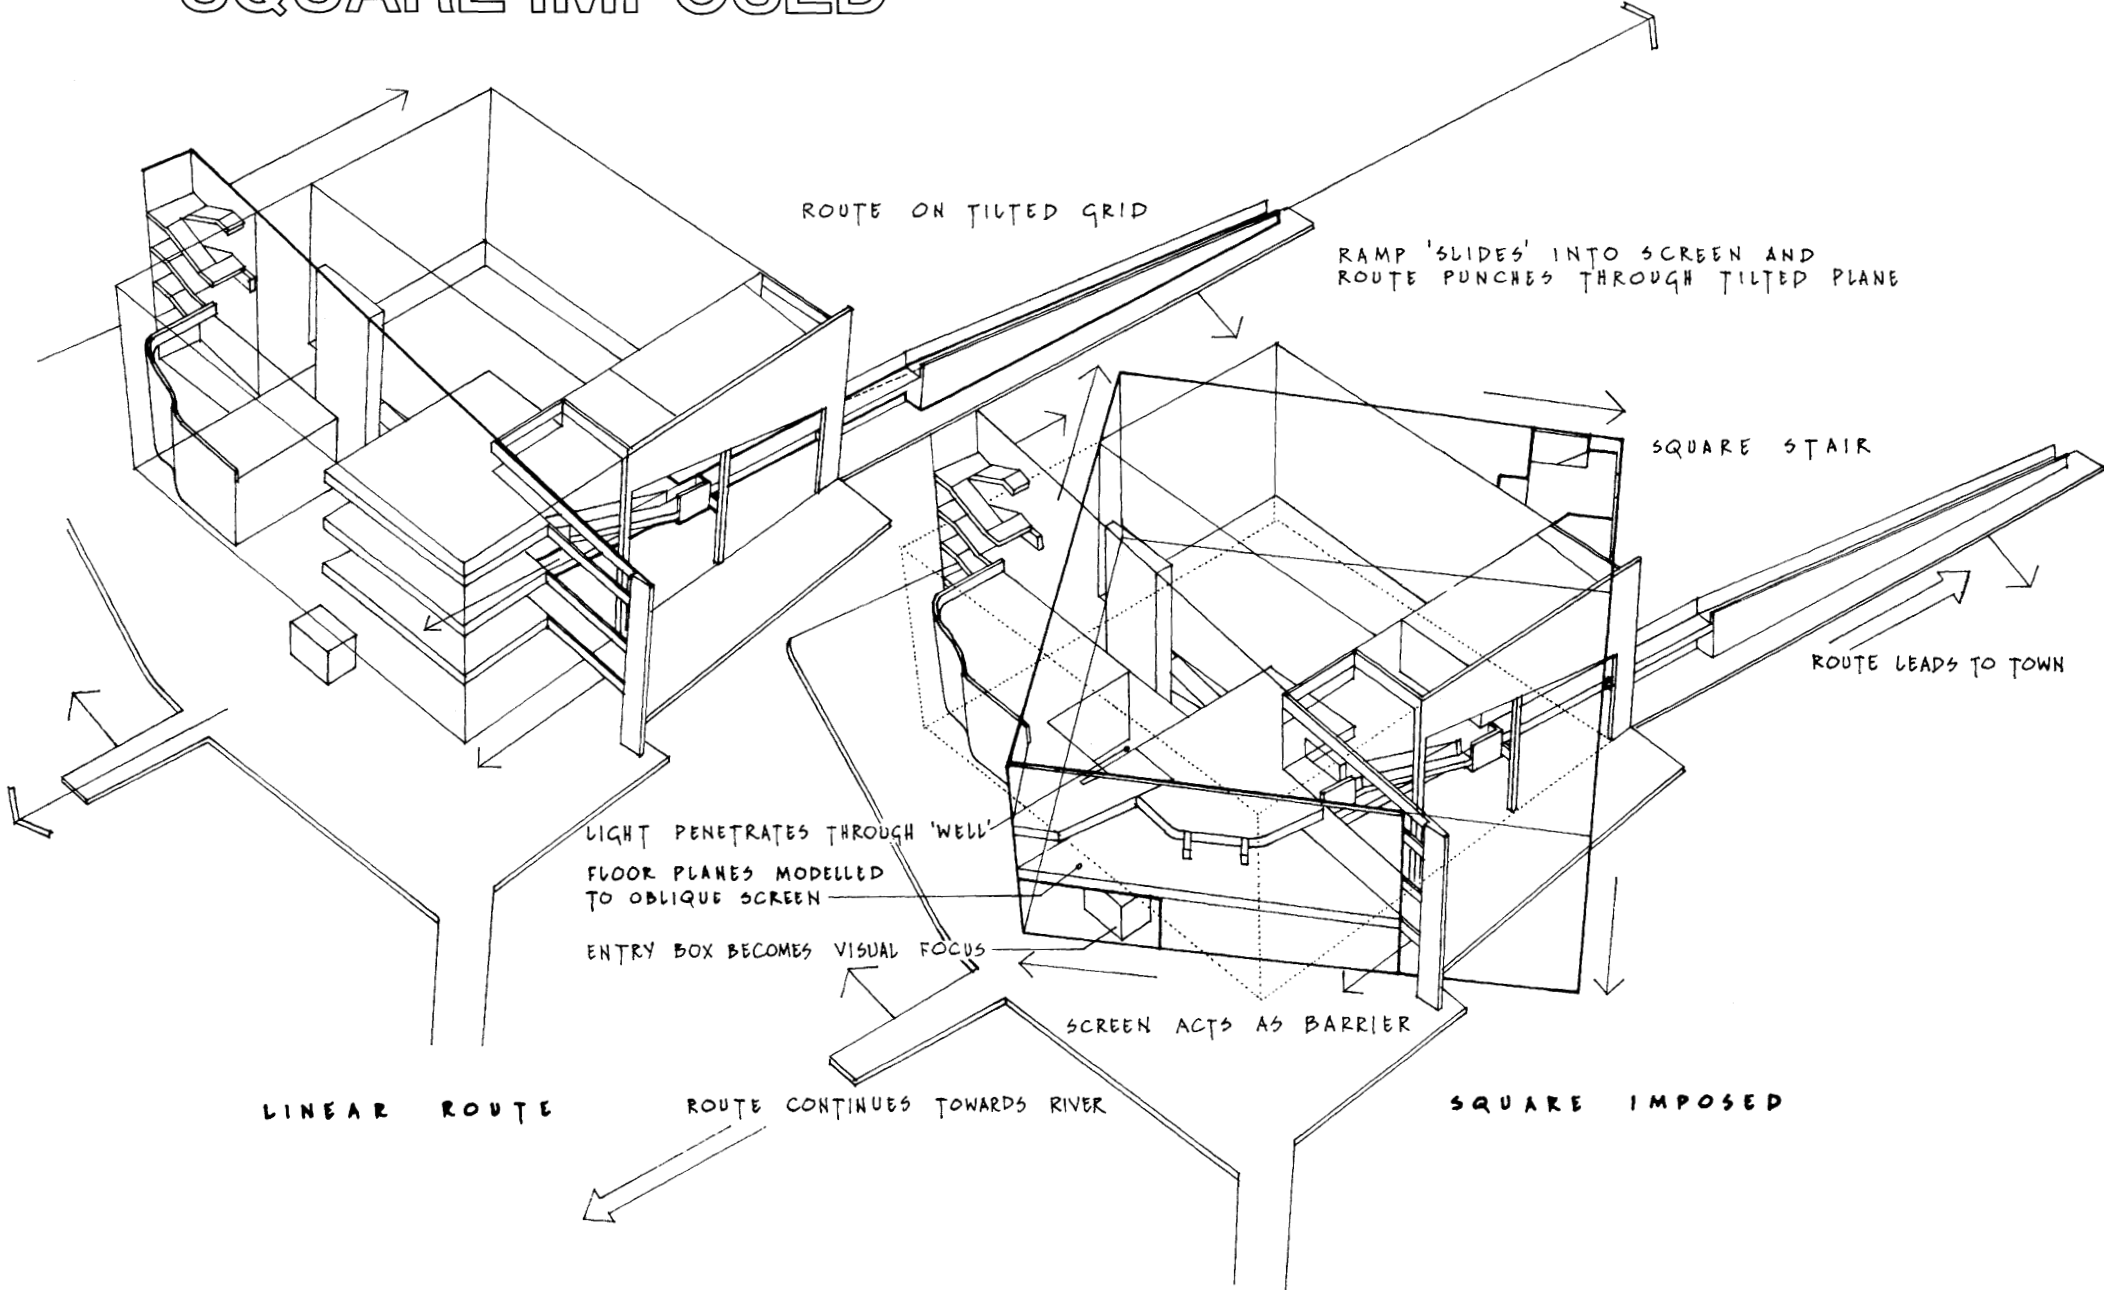 SQUARE IMPOSED
ROUTE ON TILTED GRID
RAMP 'SLIDES' INTO SCREEN AND
ROUTE PUNCHES THROUGH TILTED PLANE
SQUARE STAIR
ROUTE LEADS TO TOWN
LIGHT PENETRATES THROUGH 'WELL'
FLOOR PLANES MODELLED
TO OBLIQUE SCREEN
ENTRY BOX BECOMES VISUAL FOCUS
SCREEN ACTS AS BARRIER
LINEAR ROUTE
ROUTE CONTINUES TOWARDS RIVER
SQUARE IMPOSED